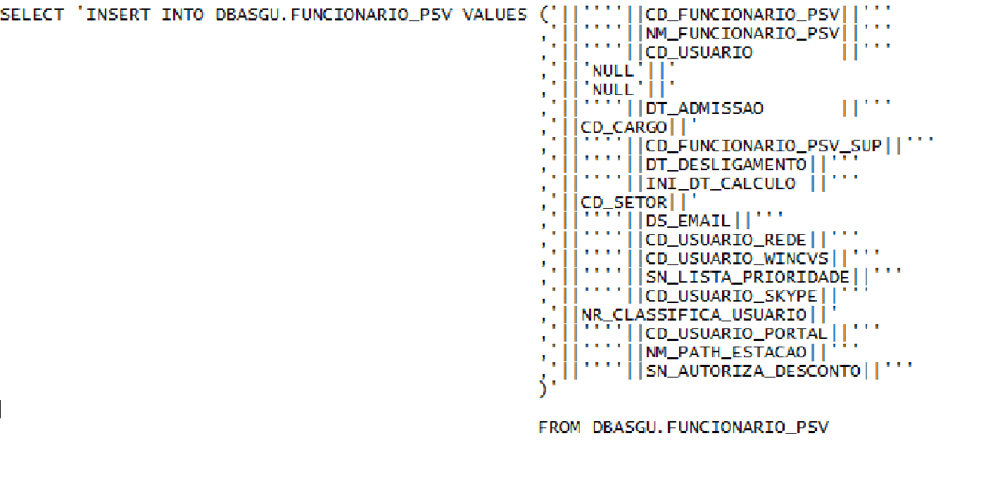 SELECT 'INSERT INTO DBASGU.FUNCIONARIO_PSV VALUES ('||''''||CD_FUNCIONARIO_PSV||'''
,'||''''||NM_FUNCIONARIO_PSV||'''
,'||''''||CD_USUARIO ||'''
,'||'NULL'||'
,'||'NULL'||'
,'||''''||DT_ADMISSAO ||'''
,'||CD_CARGO||'
,'||''''||CD_FUNCIONARIO_PSV_SUP||'''
,'||''''||DT_DESLIGAMENTO||'''
,'||''''||INI_DT_CALCULO ||'''
,'||CD_SETOR||'
,'||''''||DS_EMAIL||'''
,'||''''||CD_USUARIO_REDE||'''
,'||''''||CD_USUARIO_WINCVS||'''
,'||''''||SN_LISTA_PRIORIDADE||'''
,'||''''||CD_USUARIO_SKYPE||'''
,'||NR_CLASSIFICA_USUARIO||'
,'||''''||CD_USUARIO_PORTAL||'''
,'||''''||NM_PATH_ESTACAO||'''
,'||''''||SN_AUTORIZA_DESCONTO||'''
)'
FROM DBASGU.FUNCIONARIO_PSV